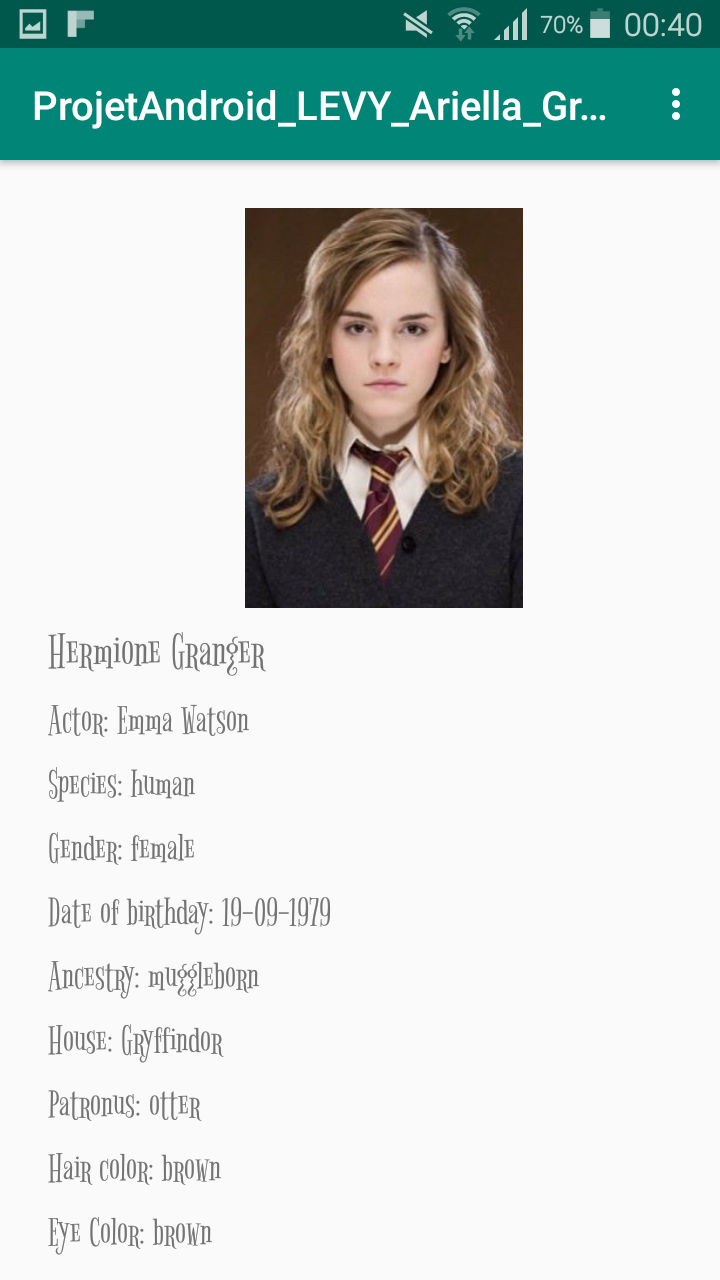 70% 00:40
ProjetAndroid_LEVY_Ariella_Gr...
Hermione Granger
Actor: Emma Watson
Species: human
Gender: female
Date of birthday: 19-09-1979
Ancestry: muggleborn
House: Gryffindor
Patronus: otter
Hair color: brown
Eye Color: brown